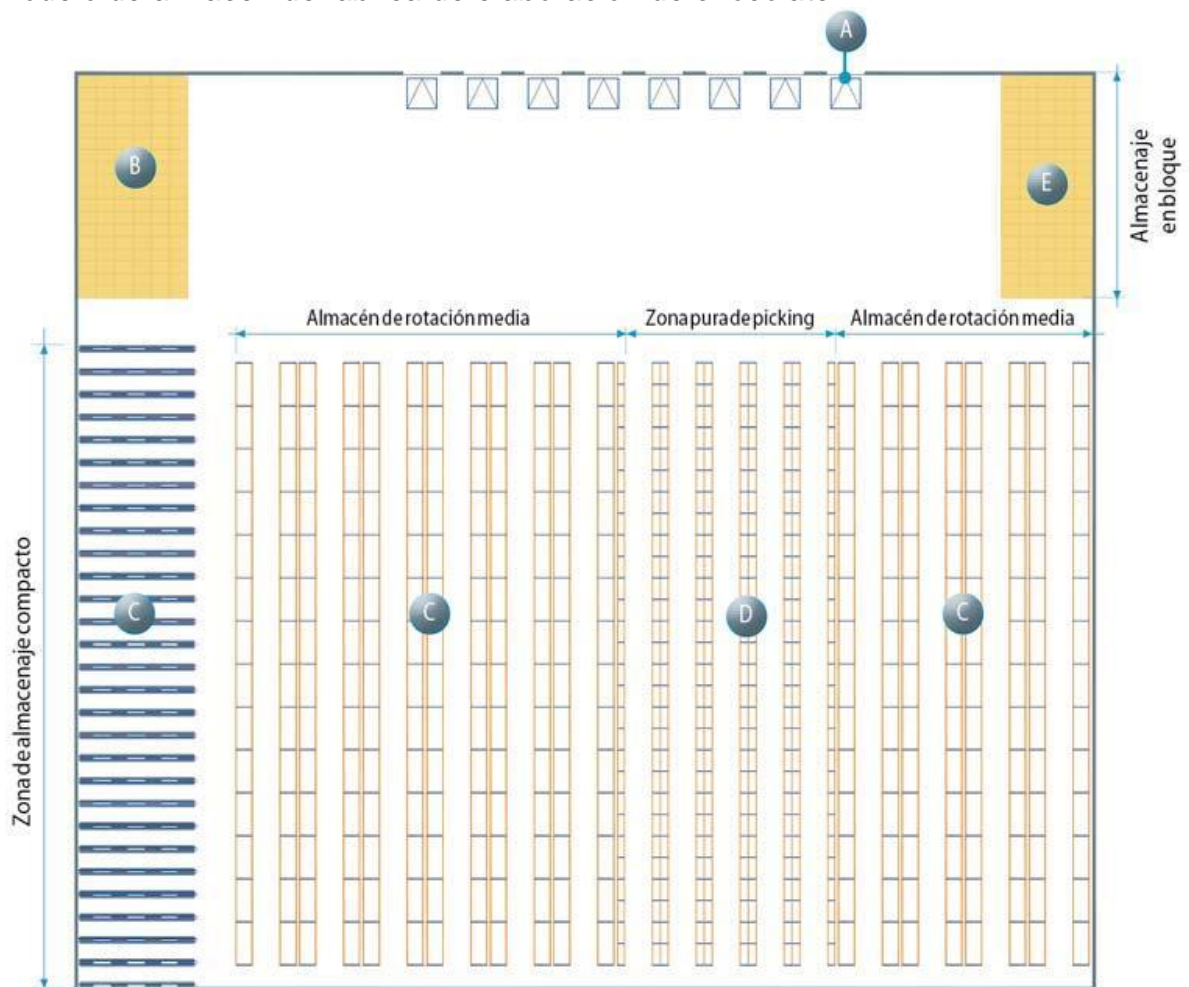 A
B
E
Almacenaje
en bloque
Almacén de rotación media
Zona pura de picking
Almacén de rotación media
Zona de almacenaje compacto
C
C
D
C